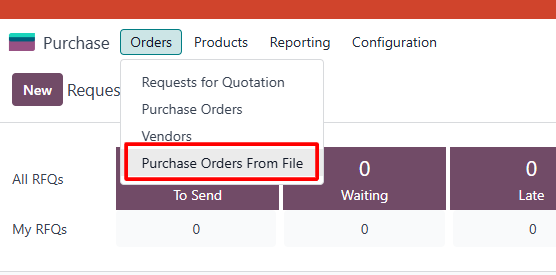 Purchase Orders Products Reporting Configuration
New Reques
Requests for Quotation
Purchase Orders
Vendors
Purchase Orders From File
All RFQs
0 0
To Send Waiting Late
My RFQs 0 0 0